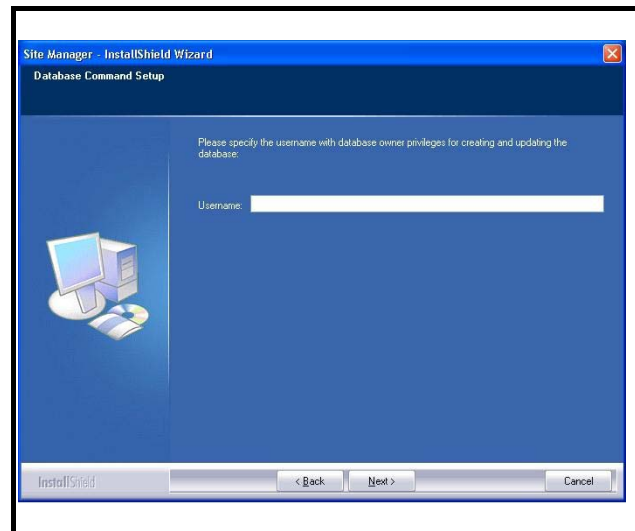 Site Manager - InstallShield Wizard
Database Command Setup
Please specify the username with database owner privileges for creating and updating the
database:
Username:
InstallShield
< Back
Next >
Cancel